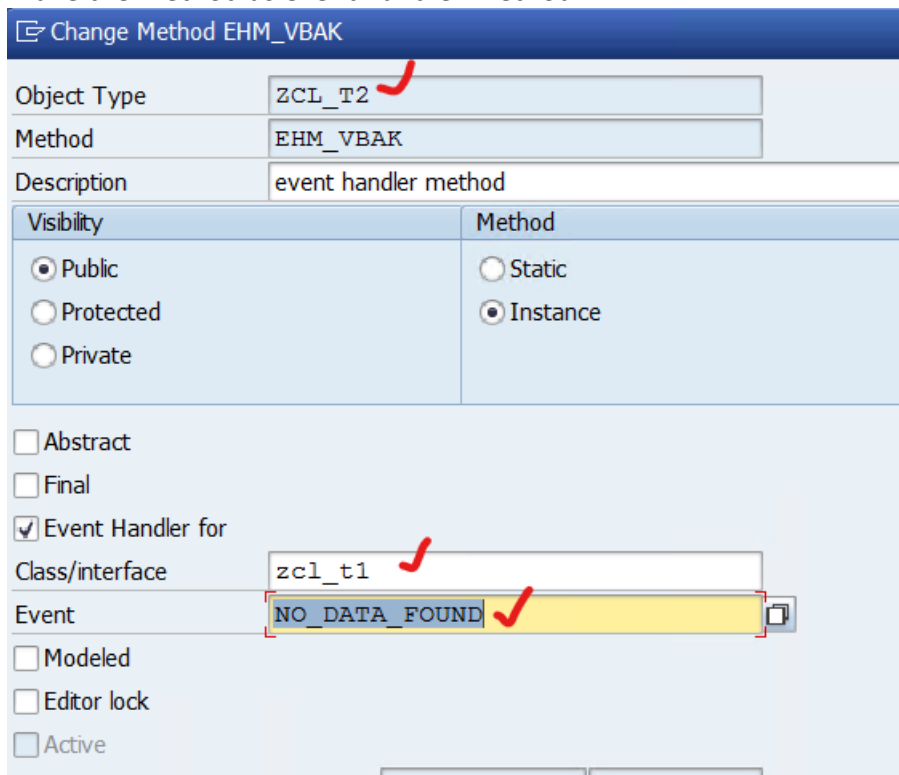 Change Method EHM_VBAK
Object Type ZCL_T2
Method EHM_VBAK
Description event handler method
Visibility Method
Public Static
Protected Instance
Private
Abstract
Final
Event Handler for
Class/interface zcl_t1
Event NO_DATA_FOUND
Modeled
Editor lock
Active